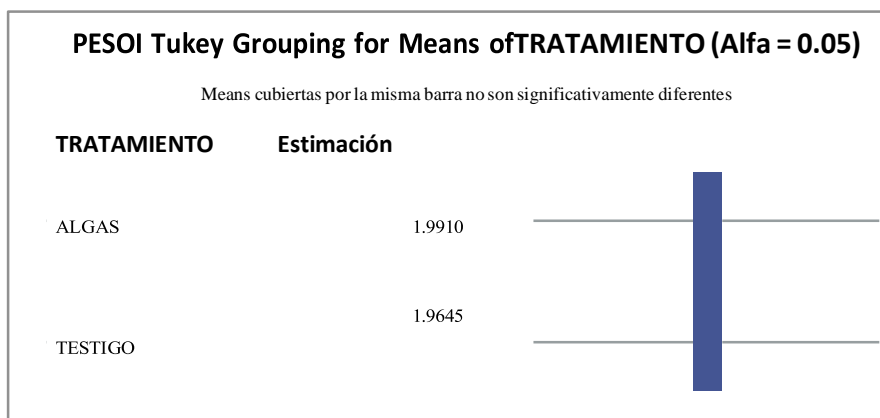 PESOI Tukey Grouping for Means ofTRATAMIENTO (Alfa = 0.05)
Means cubiertas por la misma barra no son significativamente diferentes
TRATAMIENTO Estimación
ALGAS 1.9910
1.9645
TESTIGO